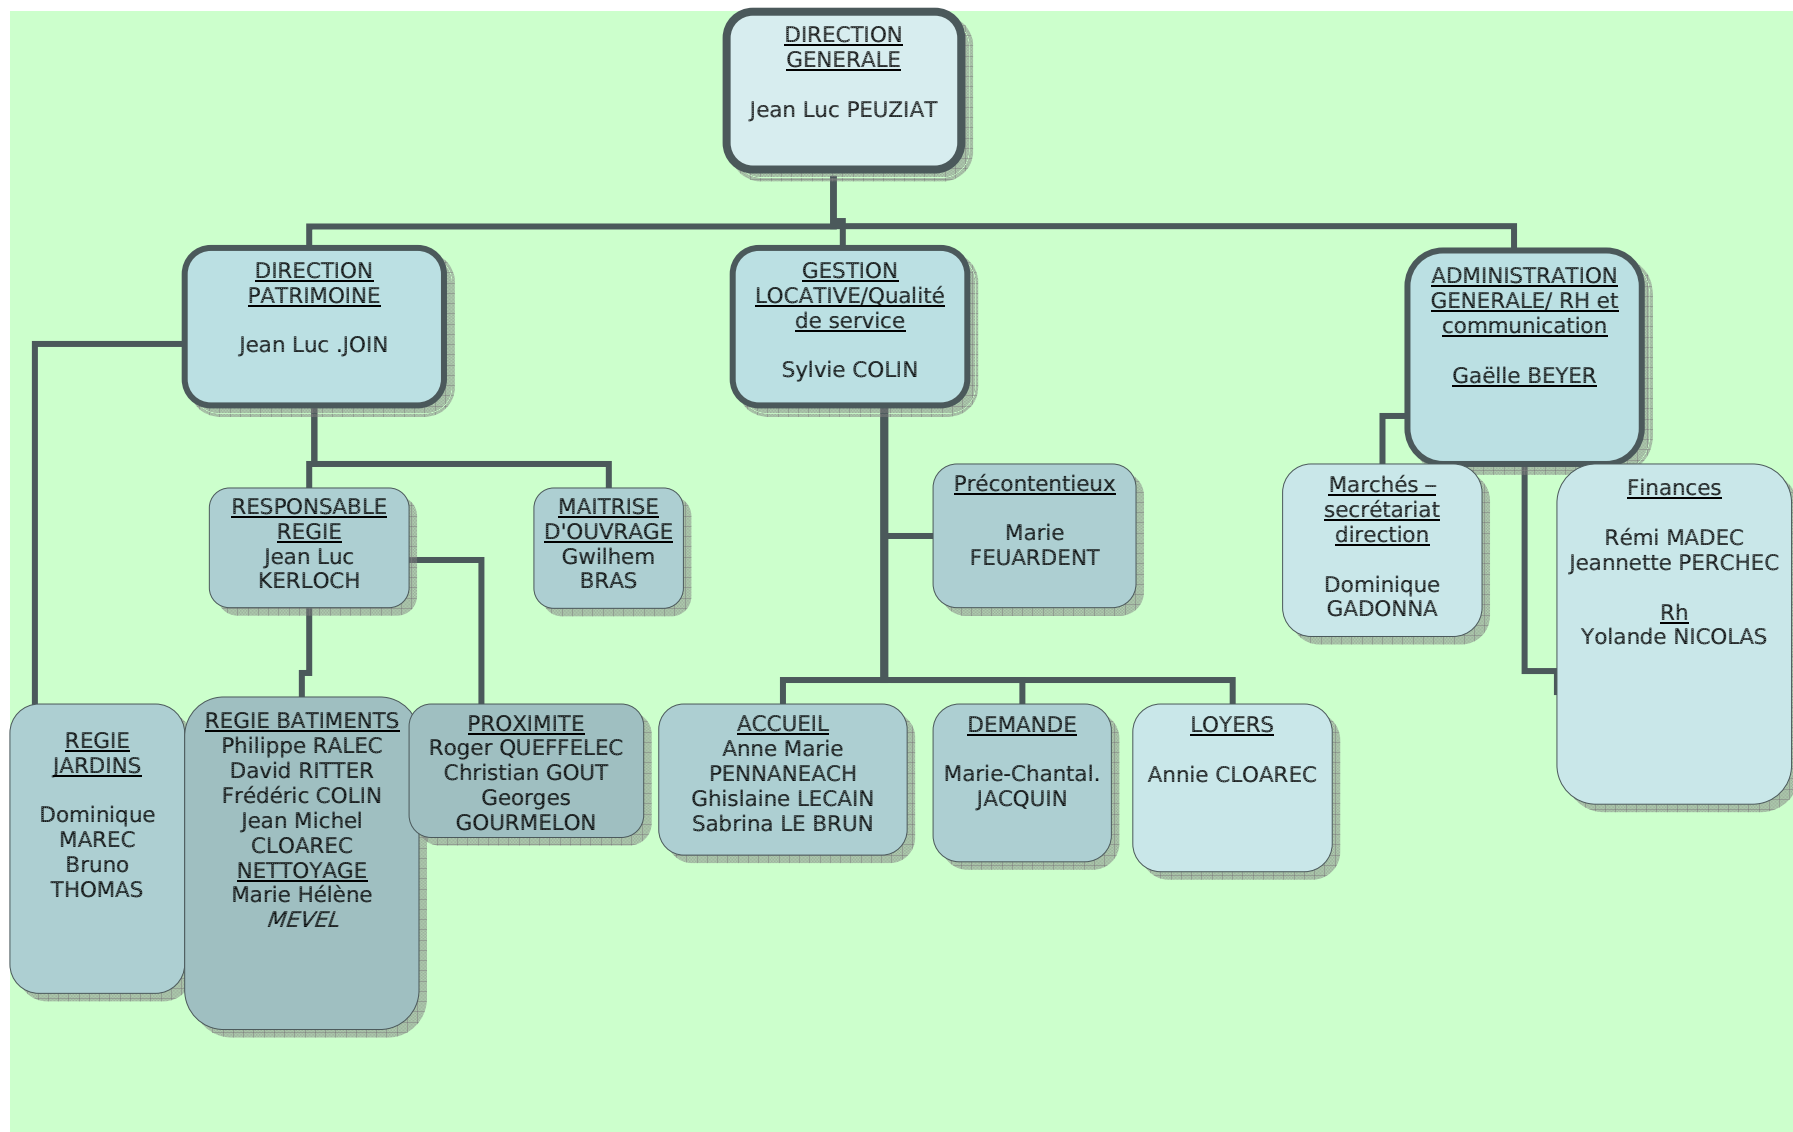 DIRECTION
GENERALE
Jean Luc PEUZIAT
DIRECTION
PATRIMOINE
Jean Luc .JOIN
GESTION
LOCATIVE/Qualité
de service
Sylvie COLIN
ADMINISTRATION
GENERALE/ RH et
communication
Gaëlle BEYER
RESPONSABLE
REGIE
Jean Luc
KERLOCH
MAITRISE
D'OUVRAGE
Gwilhem
BRAS
Précontentieux
Marie
FEUARDENT
Marchés –
secrétariat
direction
Dominique
GADONNA
Finances
Rémi MADEC
Jeannette PERCHEC
Rh
Yolande NICOLAS
REGIE
JARDINS
Dominique
MAREC
Bruno
THOMAS
REGIE BATIMENTS
Philippe RALEC
David RITTER
Frédéric COLIN
Jean Michel
CLOAREC
NETTOYAGE
Marie Hélène
MEVEL
PROXIMITE
Roger QUEFFELEC
Christian GOUT
Georges
GOURMELON
ACCUEIL
Anne Marie
PENNANEACH
Ghislaine LECAIN
Sabrina LE BRUN
DEMANDE
Marie-Chantal.
JACQUIN
LOYERS
Annie CLOAREC